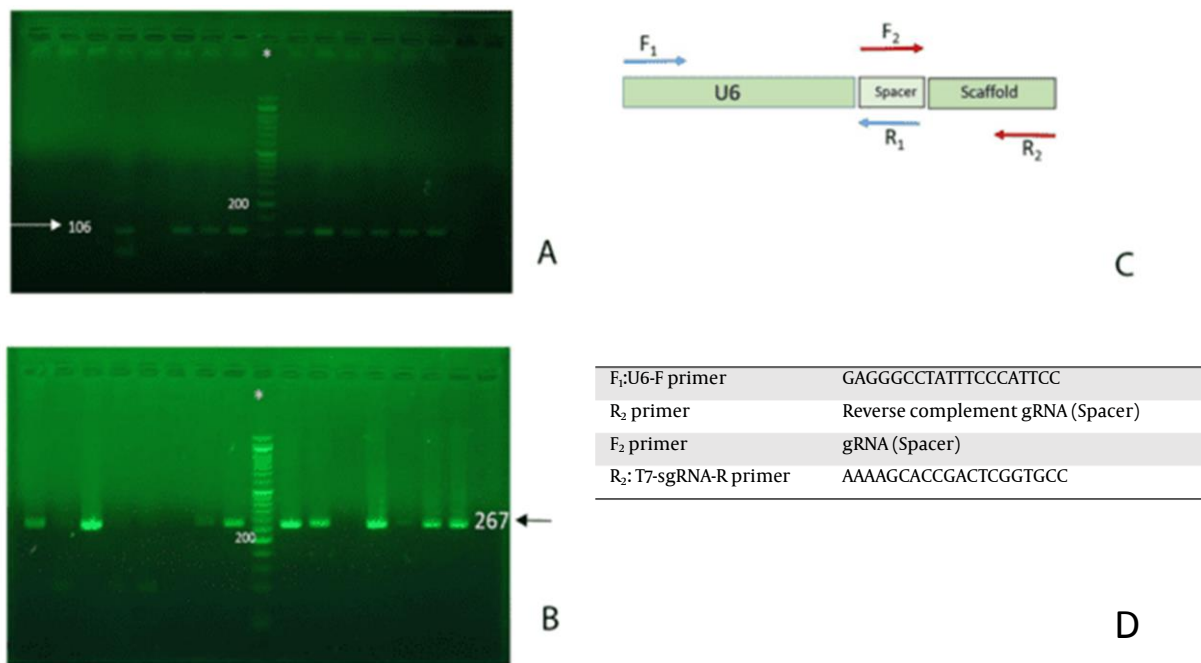 *
200
106
A
F₁
F₂
U6
Spacer
Scaffold
R₁
R₂
C
*
200
267
B
F₁:U6-F primer GAGGGCCTATTTCCCATTCC
R₂ primer Reverse complement gRNA (Spacer)
F₂ primer gRNA (Spacer)
R₂: T7-sgRNA-R primer AAAAGCACCGACTCGGTGCC
D